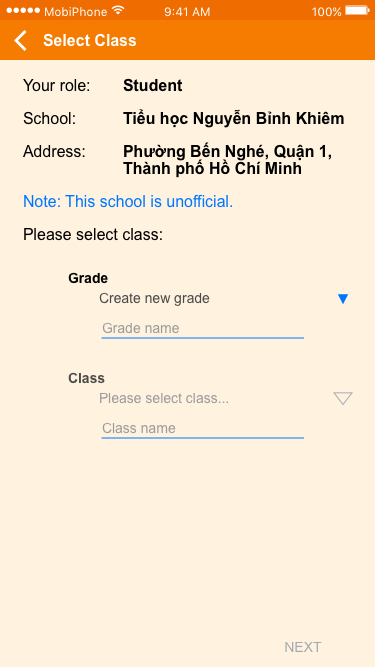 MobiPhone 9:41 AM 100%
Select Class
Your role: Student
School: Tiểu học Nguyễn Bỉnh Khiêm
Address: Phường Bến Nghé, Quận 1,
Thành phố Hồ Chí Minh
Note: This school is unofficial.
Please select class:
Grade
Create new grade
Grade name
Class
Please select class...
Class name
NEXT